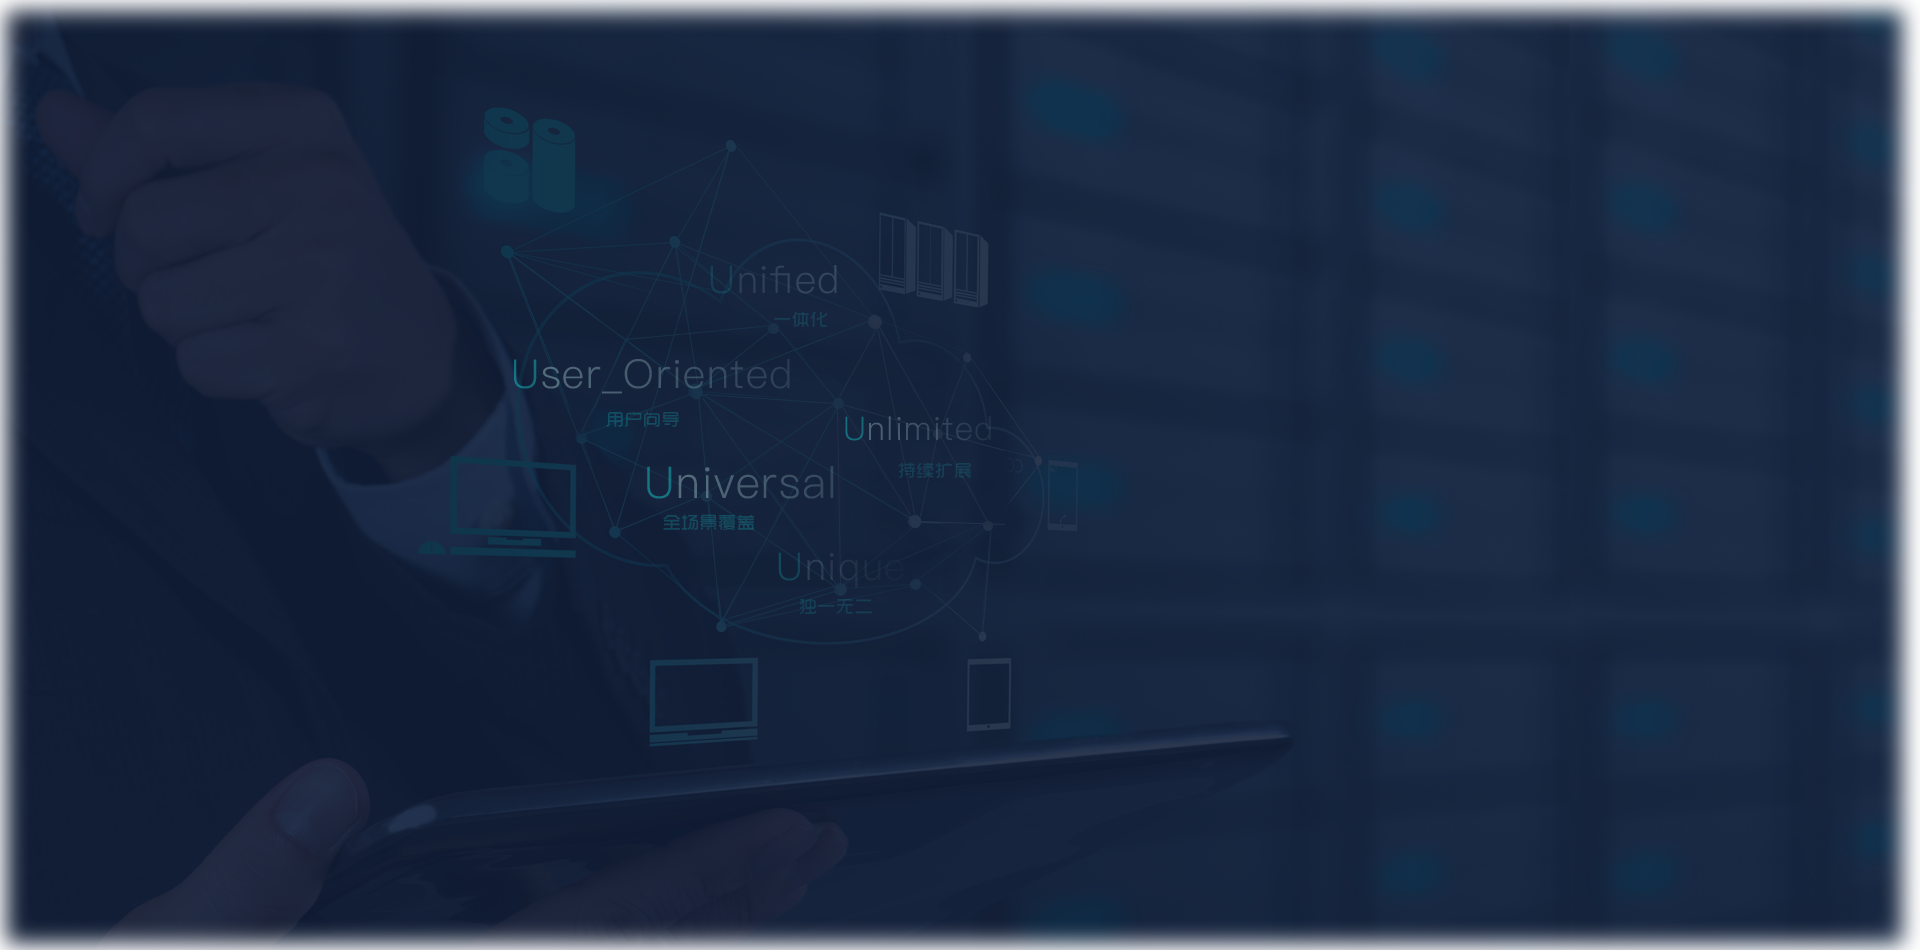 Unified
一体化
User_Oriented
用户向导
Unlimited
持续扩展
Universal
全场景覆盖
Unique
独一无二